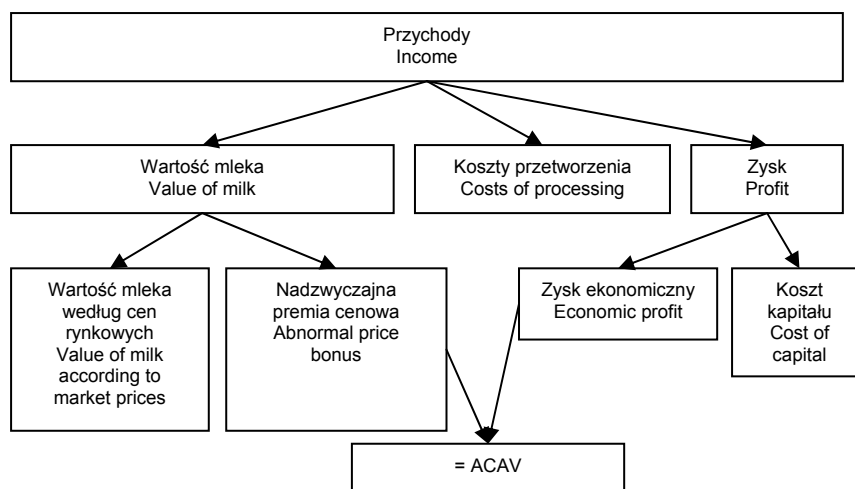 Przychody
Income
Wartość mleka
Value of milk
Koszty przetworzenia
Costs of processing
Zysk
Profit
Wartość mleka
według cen
rynkowych
Value of milk
according to
market prices
Nadzwyczajna
premia cenowa
Abnormal price
bonus
Zysk ekonomiczny
Economic profit
Koszt
kapitału
Cost of
capital
= ACAV